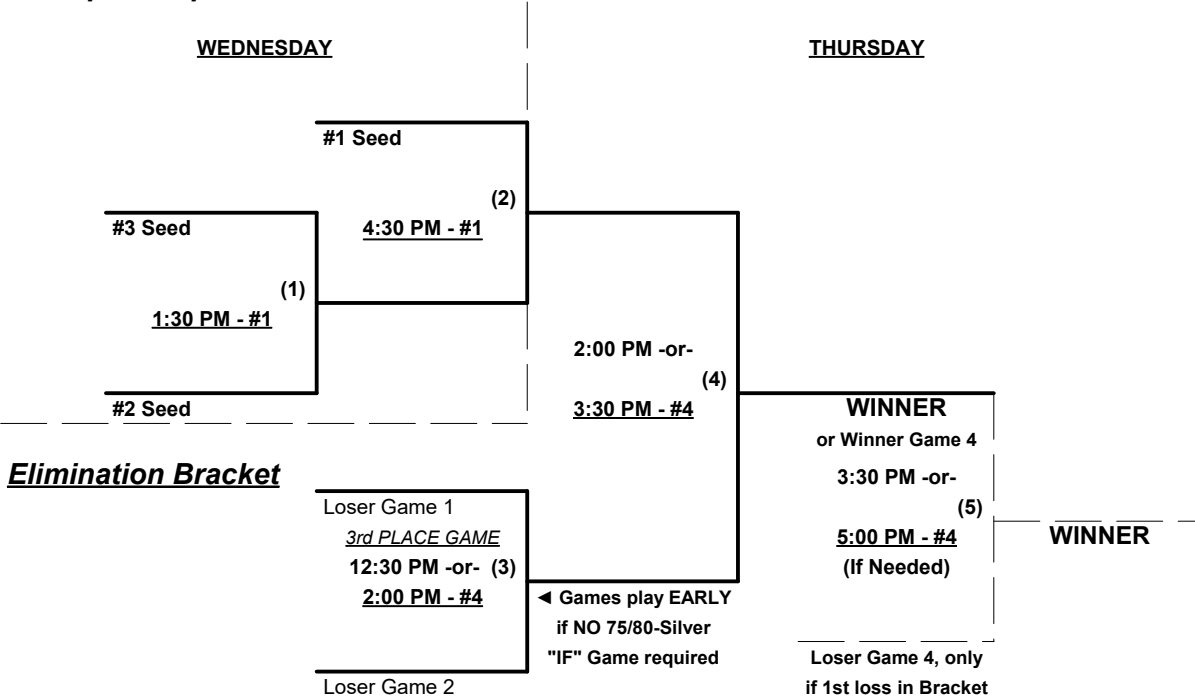 WEDNESDAY
THURSDAY
#1 Seed
(2)
#3 Seed
4:30 PM - #1
(1)
1:30 PM - #1
2:00 PM -or-
(4)
3:30 PM - #4
#2 Seed
WINNER
or Winner Game 4
Elimination Bracket
3:30 PM -or-
Loser Game 1
(5)
3rd PLACE GAME
5:00 PM - #4
WINNER
12:30 PM -or- (3)
(If Needed)
2:00 PM - #4
◄ Games play EARLY
if NO 75/80-Silver
"IF" Game required
Loser Game 4, only
Loser Game 2
if 1st loss in Bracket